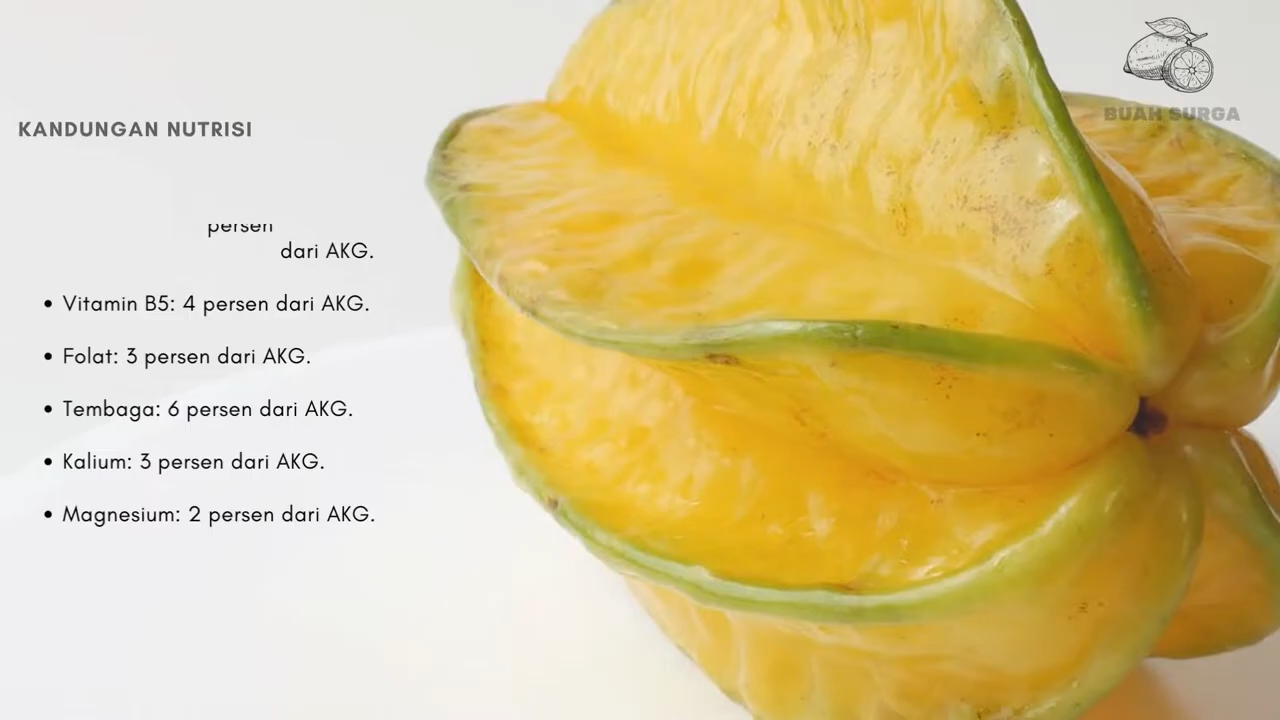 BUAH SURGA
KANDUNGAN NUTRISI
persen
dari AKG.
• Vitamin B5: 4 persen dari AKG.
• Folat: 3 persen dari AKG.
• Tembaga: 6 persen dari AKG.
• Kalium: 3 persen dari AKG.
• Magnesium: 2 persen dari AKG.